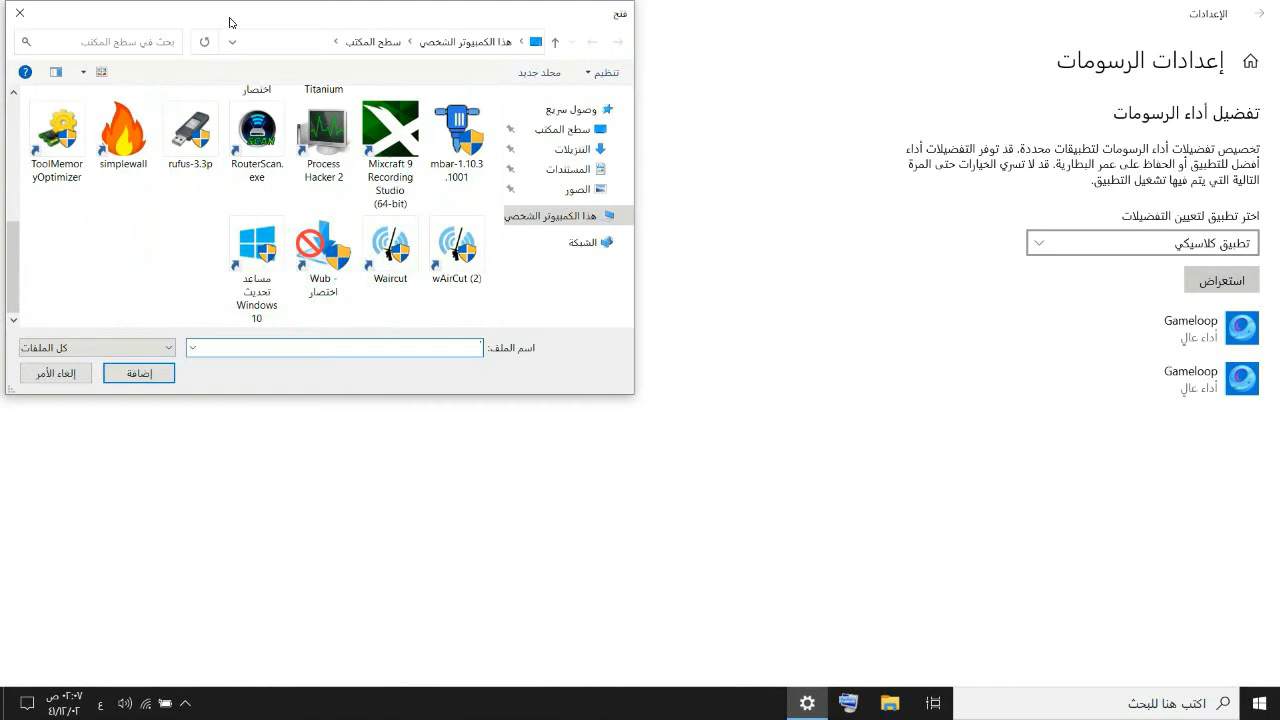 فتح
هذا الكمبيوتر الشخصي
سطح المكتب
بحث في سطح المكتب
تنظيم
مجلد جديد
اختصار
Titanium
ToolMemoryOptimizer
simplewall
rufus-3.3p
RouterScan.exe
Process Hacker 2
Mixcraft 9 Recording Studio (64-bit)
mbar-1.10.3.1001
مساعد تحديث Windows 10
Wub - اختصار
Waircut
wAirCut (2)
وصول سريع
سطح المكتب
التنزيلات
المستندات
الصور
هذا الكمبيوتر الشخصي
الشبكة
اسم الملف:
كل الملفات
إضافة
إلغاء الأمر
الإعدادات
إعدادات الرسومات
تفضيل أداء الرسومات
تخصيص تفضيلات أداء الرسومات لتطبيقات محددة. قد توفر التفضيلات أداء
أفضل للتطبيق أو الحفاظ على عمر البطارية. قد لا تسري الخيارات حتى المرة
التالية التي يتم فيها تشغيل التطبيق.
اختر تطبيق لتعيين التفضيلات
تطبيق كلاسيكي
استعراض
Gameloop
أداء عالٍ
Gameloop
أداء عالٍ
اكتب هنا للبحث
ع
٠٢:٠٧ ص
٤١/١٢/٠٢